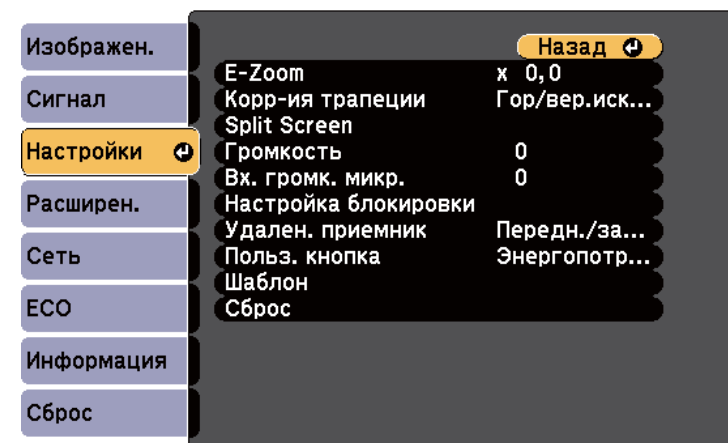 Изображен.
Сигнал
Настройки
Расширен.
Сеть
ECO
Информация
Сброс
Назад
E-Zoom x 0,0
Корр-ия трапеции Гор/вер.иск...
Split Screen
Громкость 0
Вх. громк. микр. 0
Настройка блокировки
Удален. приемник Передн./за...
Польз. кнопка Энергопотр...
Шаблон
Сброс